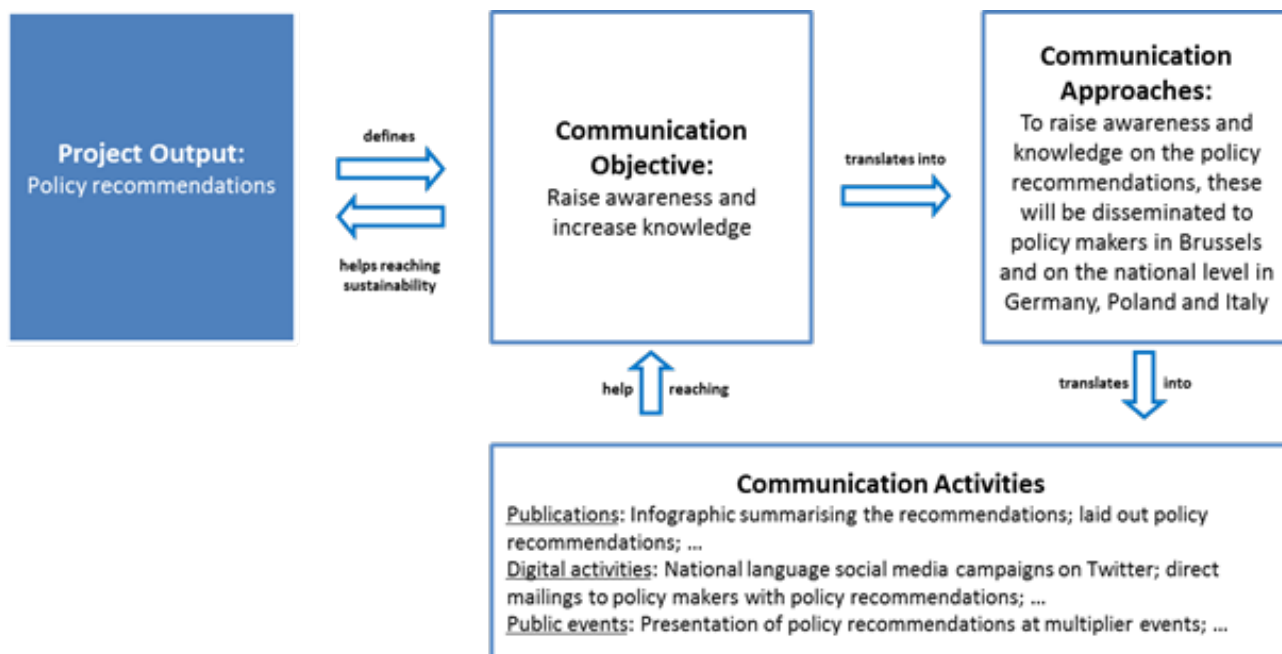 Project Output:
Policy recommendations
defines
helps reaching
sustainability
Communication
Objective:
Raise awareness and
increase knowledge
translates into
Communication
Approaches:
To raise awareness and
knowledge on the policy
recommendations, these
will be disseminated to
policy makers in Brussels
and on the national level in
Germany, Poland and Italy
help reaching
translates into
Communication Activities
Publications: Infographic summarising the recommendations; laid out policy
recommendations; ...
Digital activities: National language social media campaigns on Twitter; direct
mailings to policy makers with policy recommendations; ...
Public events: Presentation of policy recommendations at multiplier events; ...